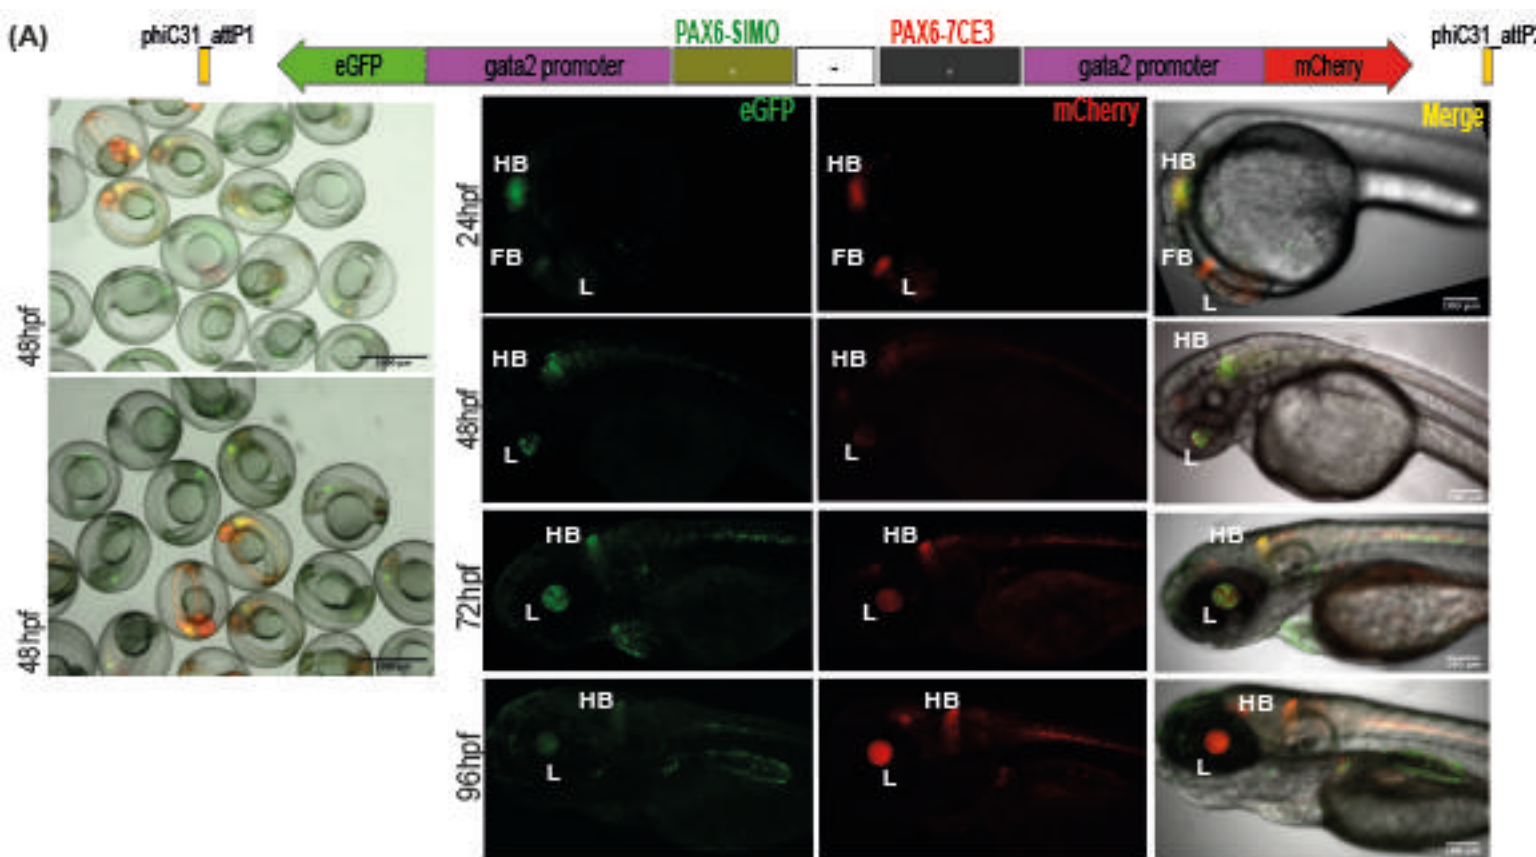 (A)
phiC31_attP1
PAX6-SIMO
PAX6-7CE3
phiC31_attP2
eGFP
gata2 promoter
-
-
-
gata2 promoter
mCherry
48hpf
48hpf
24hpf
eGFP
HB
FB
L
mCherry
HB
FB
L
Merge
HB
FB
L
48hpf
HB
L
HB
L
HB
L
72hpf
HB
L
HB
L
HB
L
96hpf
HB
L
HB
L
HB
L